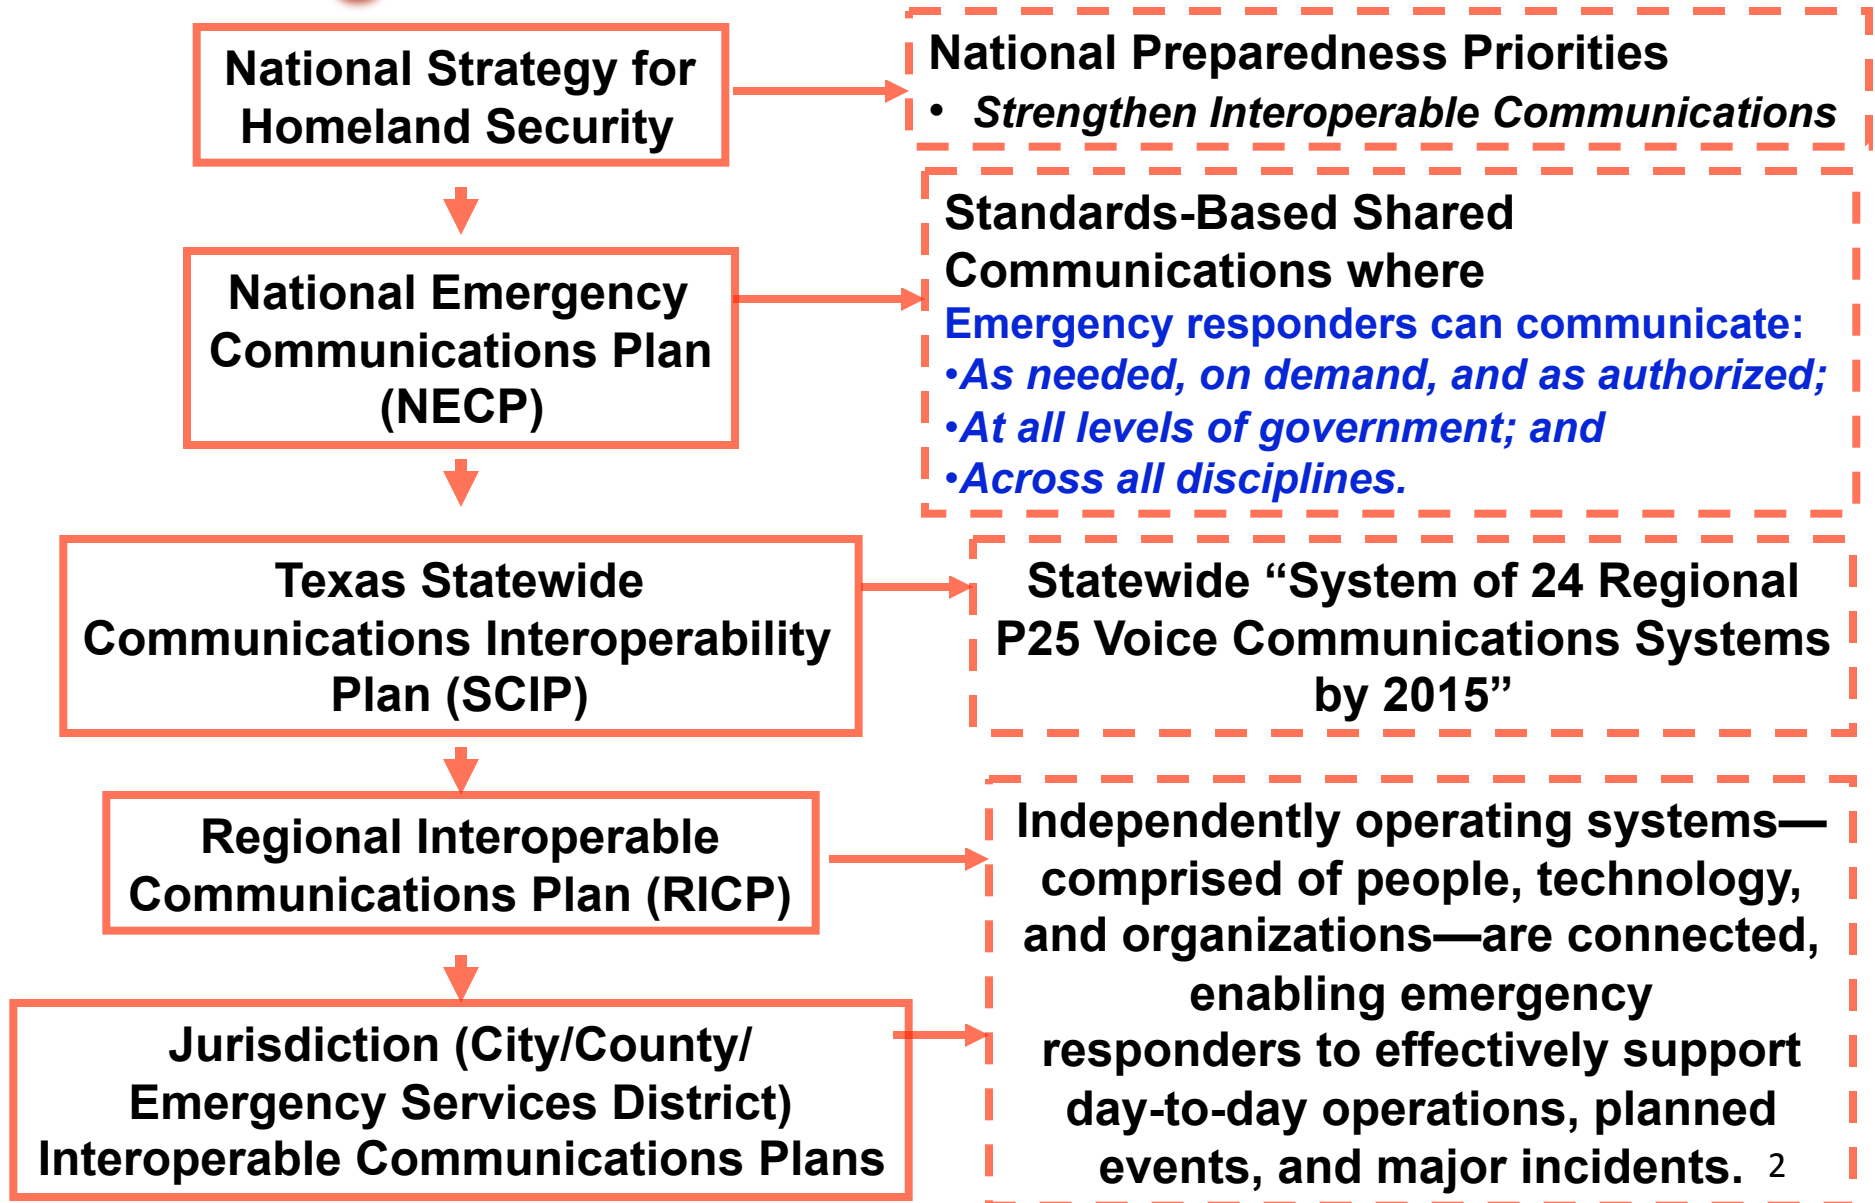 National Strategy for
Homeland Security
National Preparedness Priorities
• Strengthen Interoperable Communications
National Emergency
Communications Plan
(NECP)
Standards-Based Shared
Communications where
Emergency responders can communicate:
•As needed, on demand, and as authorized;
•At all levels of government; and
•Across all disciplines.
Texas Statewide
Communications Interoperability
Plan (SCIP)
Statewide “System of 24 Regional
P25 Voice Communications Systems
by 2015”
Regional Interoperable
Communications Plan (RICP)
Jurisdiction (City/County/
Emergency Services District)
Interoperable Communications Plans
Independently operating systems—
comprised of people, technology,
and organizations—are connected,
enabling emergency
responders to effectively support
day-to-day operations, planned
events, and major incidents.
2